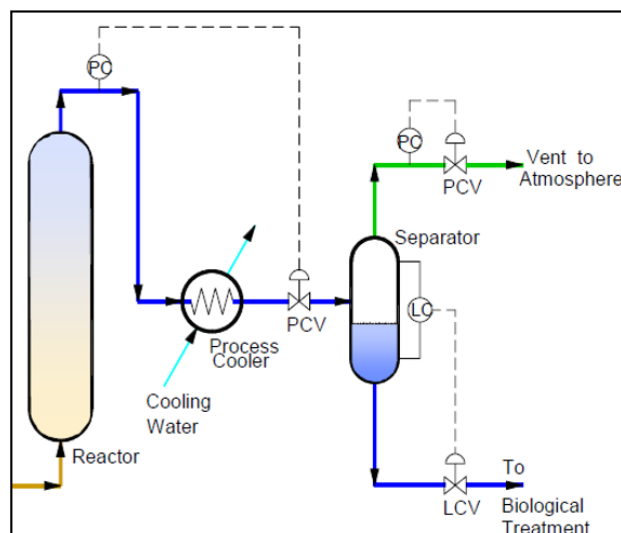 PC
PC
PCV
Vent to
Atmosphere
Separator
LC
PCV
Process
Cooler
Cooling
Water
Reactor
To
LCV
Biological
Treatment